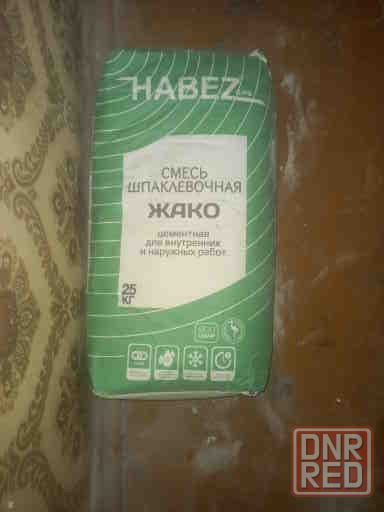 HABEZ
СМЕСЬ
ШПАКЛЕВОЧНАЯ
ЖАКО
цементная
для внутренних
и наружных работ
25
КГ
DNR
RED